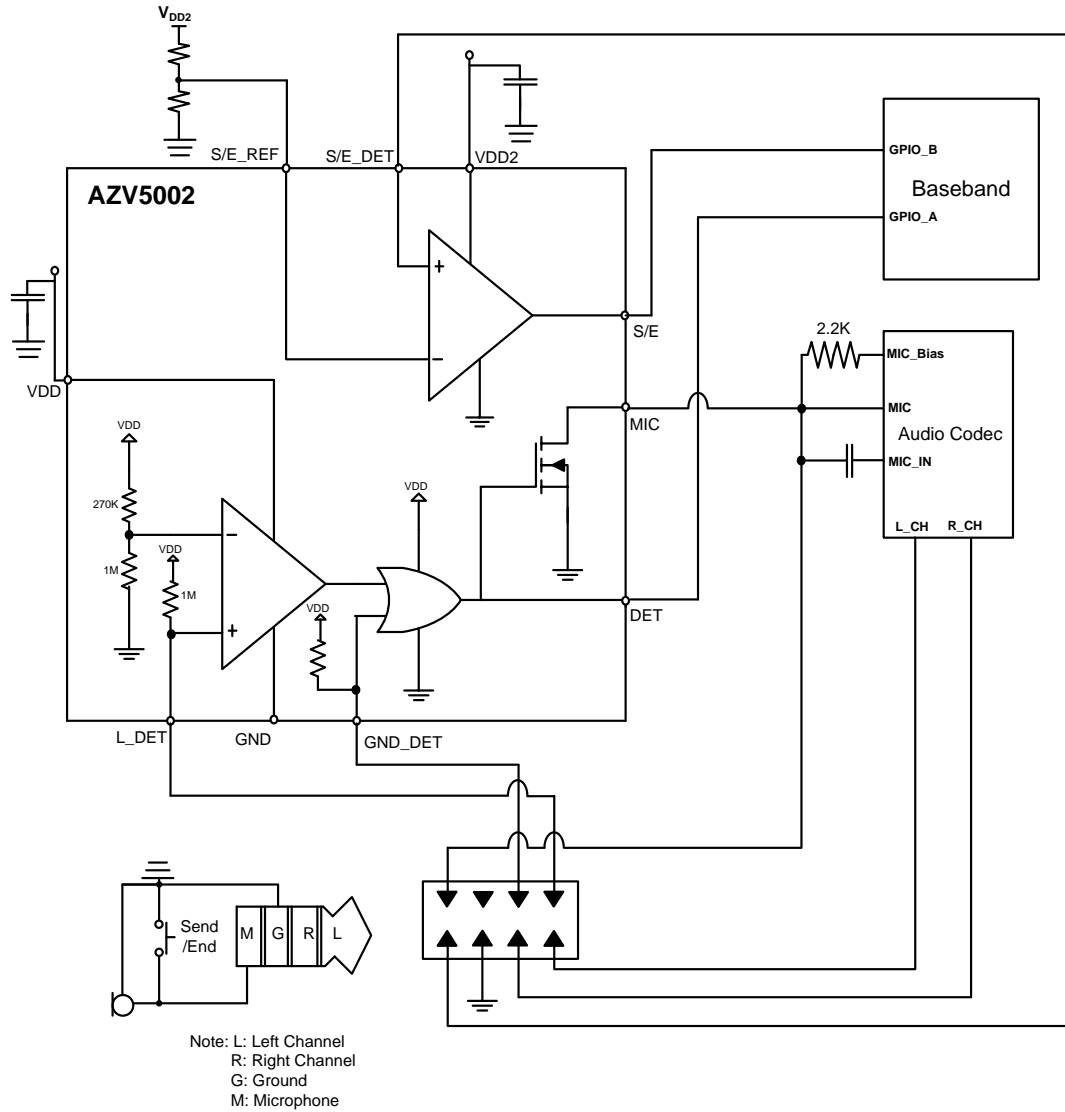 VDD2
S/E_REF
S/E_DET
VDD2
AZV5002
GPIO_B
Baseband
GPIO_A
S/E
2.2K
MIC_Bias
VDD
MIC
MIC
Audio Codec
MIC_IN
VDD
270K
VDD
L_CH
R_CH
VDD
1M
1M
VDD
DET
L_DET
GND
GND_DET
Send
/End
M
G
R
L
Note: L: Left Channel
R: Right Channel
G: Ground
M: Microphone